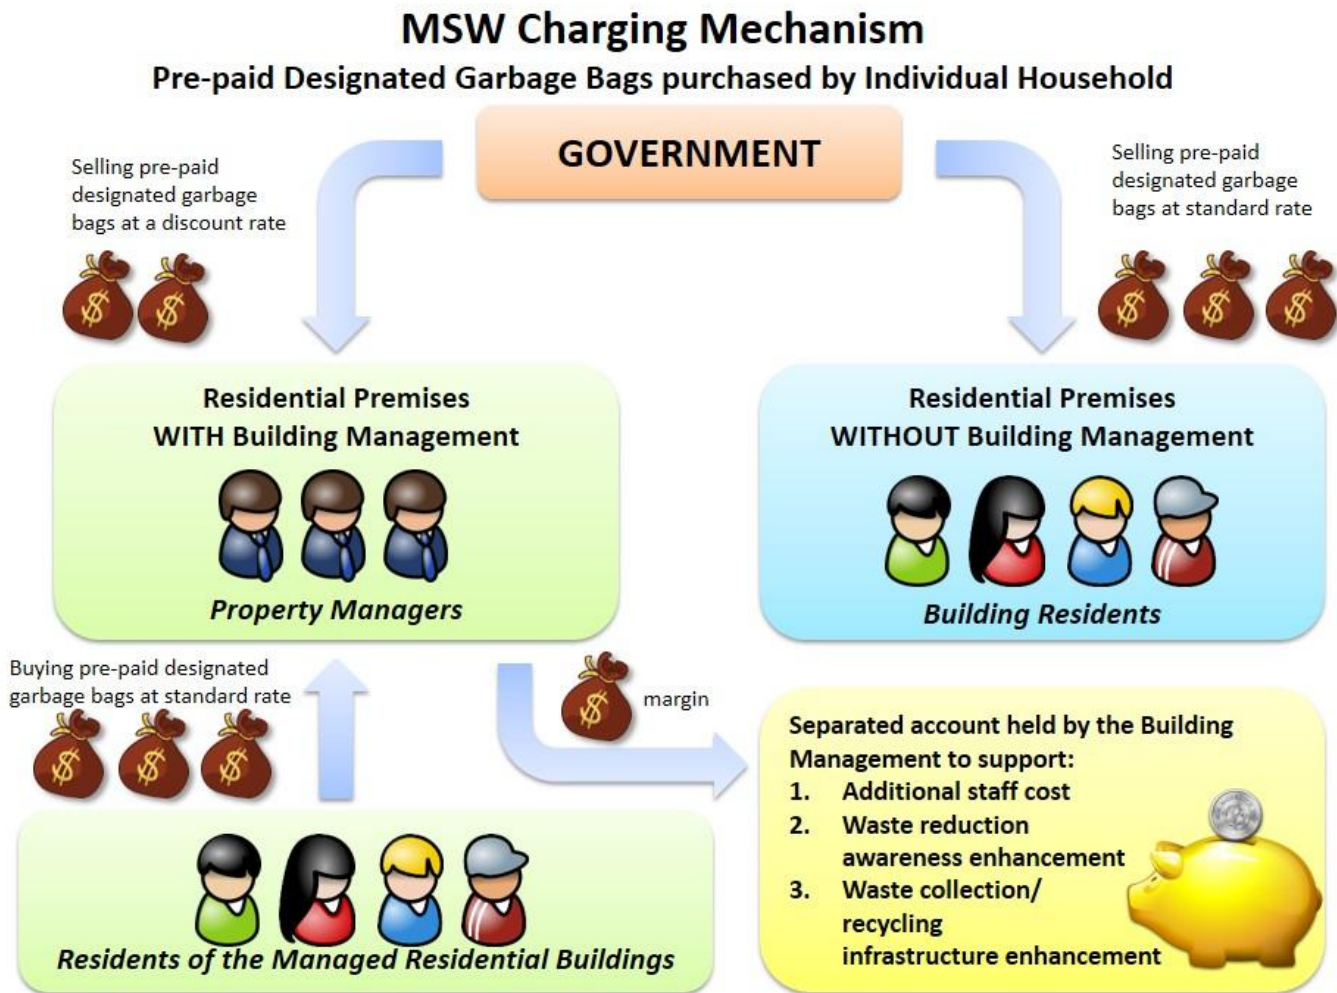 MSW Charging Mechanism
Pre-paid Designated Garbage Bags purchased by Individual Household
GOVERNMENT
Selling pre-paid
designated garbage
bags at a discount rate
$ $
Selling pre-paid
designated garbage
bags at standard rate
$ $ $
Residential Premises
WITH Building Management
Property Managers
Residential Premises
WITHOUT Building Management
Building Residents
Buying pre-paid designated
garbage bags at standard rate
$ $ $
$
margin
Residents of the Managed Residential Buildings
Separated account held by the Building
Management to support:
1. Additional staff cost
2. Waste reduction
awareness enhancement
3. Waste collection/
recycling
infrastructure enhancement